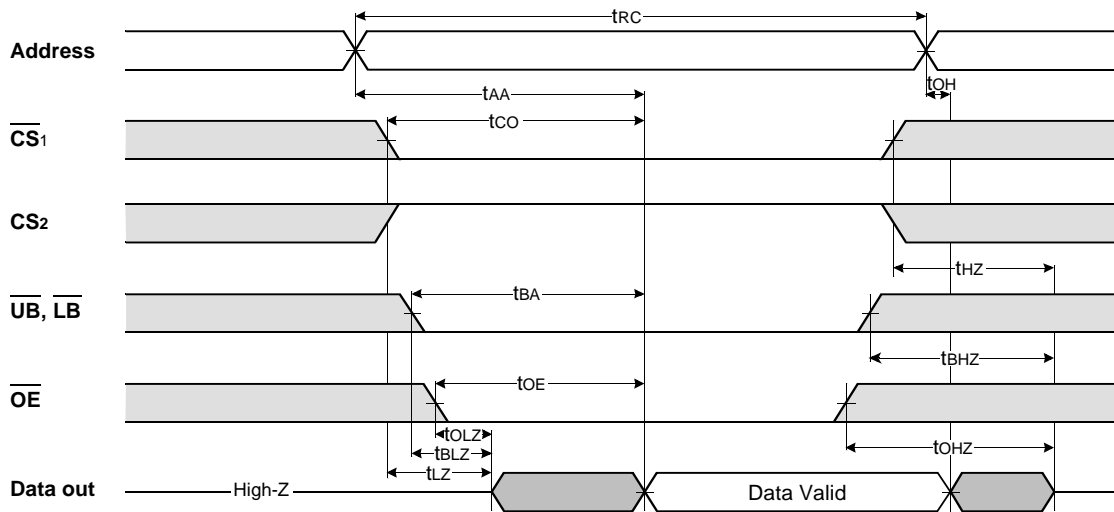 tRC
Address
tOH
tAA
tCO
CS1
CS2
tHZ
tBA
UB, LB
tBHZ
tOE
OE
tOLZ
tOHZ
tBLZ
tLZ
Data out
High-Z
Data Valid